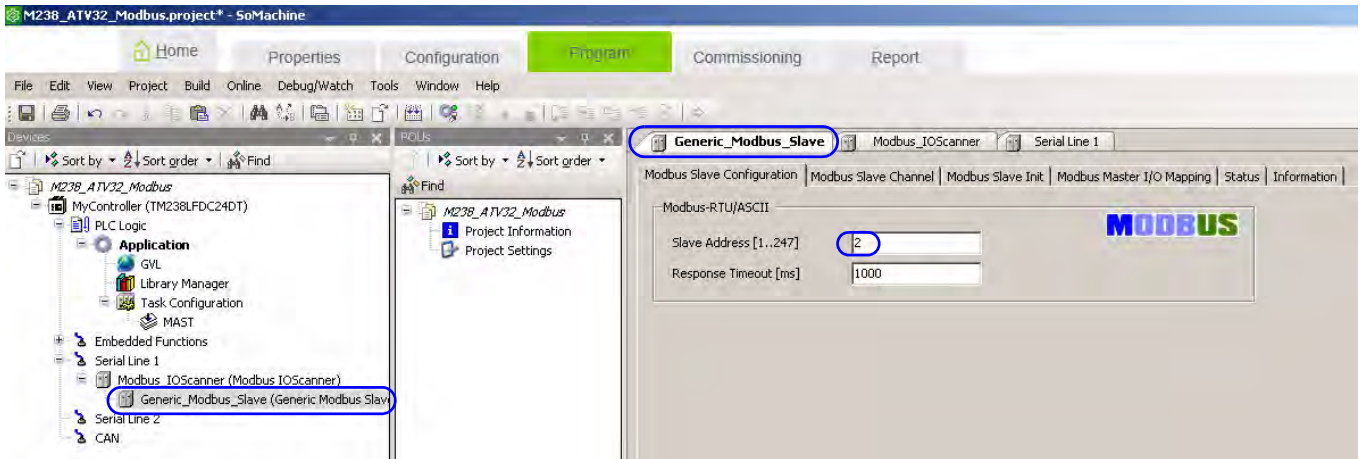 M238_ATV32_Modbus.project* - SoMachine
Home Properties Configuration Program Commissioning Report
File Edit View Project Build Online Debug/Watch Tools Window Help
Devices
Sort by Sort order Find
M238_ATV32_Modbus
MyController (TM238LFDC24DT)
PLC Logic
Application
GVL
Library Manager
Task Configuration
MAST
Embedded Functions
Serial Line 1
Modbus_IOScanner (Modbus IOScanner)
Generic_Modbus_Slave (Generic Modbus Slav
Serial Line 2
CAN
POUs
Sort by Sort order
Find
M238_ATV32_Modbus
Project Information
Project Settings
Generic_Modbus_Slave Modbus_IOScanner Serial Line 1
Modbus Slave Configuration Modbus Slave Channel Modbus Slave Init Modbus Master I/O Mapping Status Information
Modbus-RTU/ASCII
MODBUS
Slave Address [1..247] 2
Response Timeout [ms] 1000